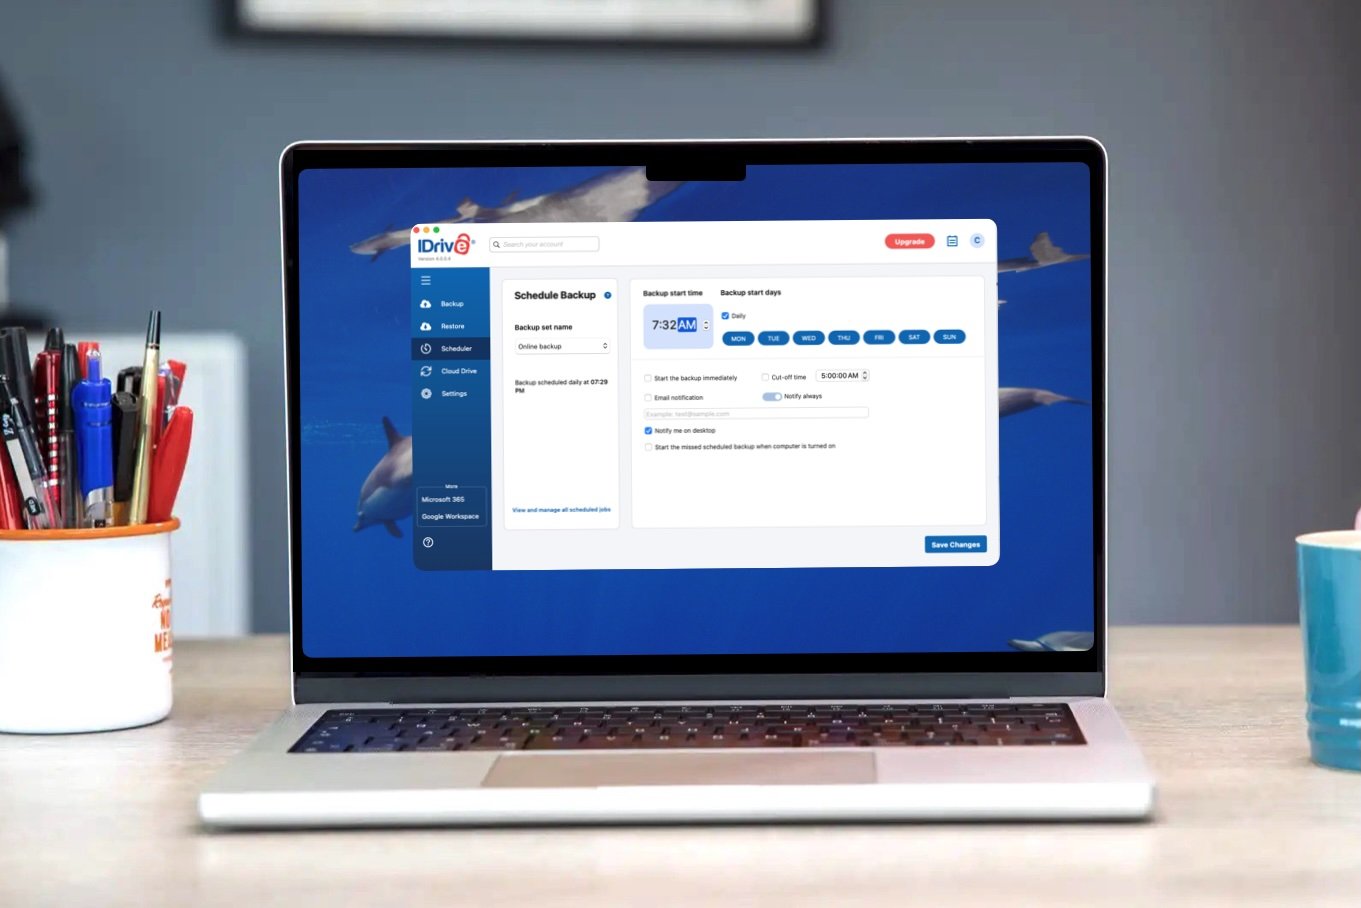 IDrive®
Version 4.0.0.4
Search your account
Upgrade
C
Backup
Restore
Scheduler
Cloud Drive
Settings
More
Microsoft 365
Google Workspace
Schedule Backup
Backup set name
Online backup
Backup scheduled daily at 07:29
PM
View and manage all scheduled jobs
Backup start time
7:32 AM
Backup start days
Daily
MON TUE WED THU FRI SAT SUN
Start the backup immediately
Cut-off time 5:00:00 AM
Email notification
Notify always
Example: test@sample.com
Notify me on desktop
Start the missed scheduled backup when computer is turned on
Save Changes
NO